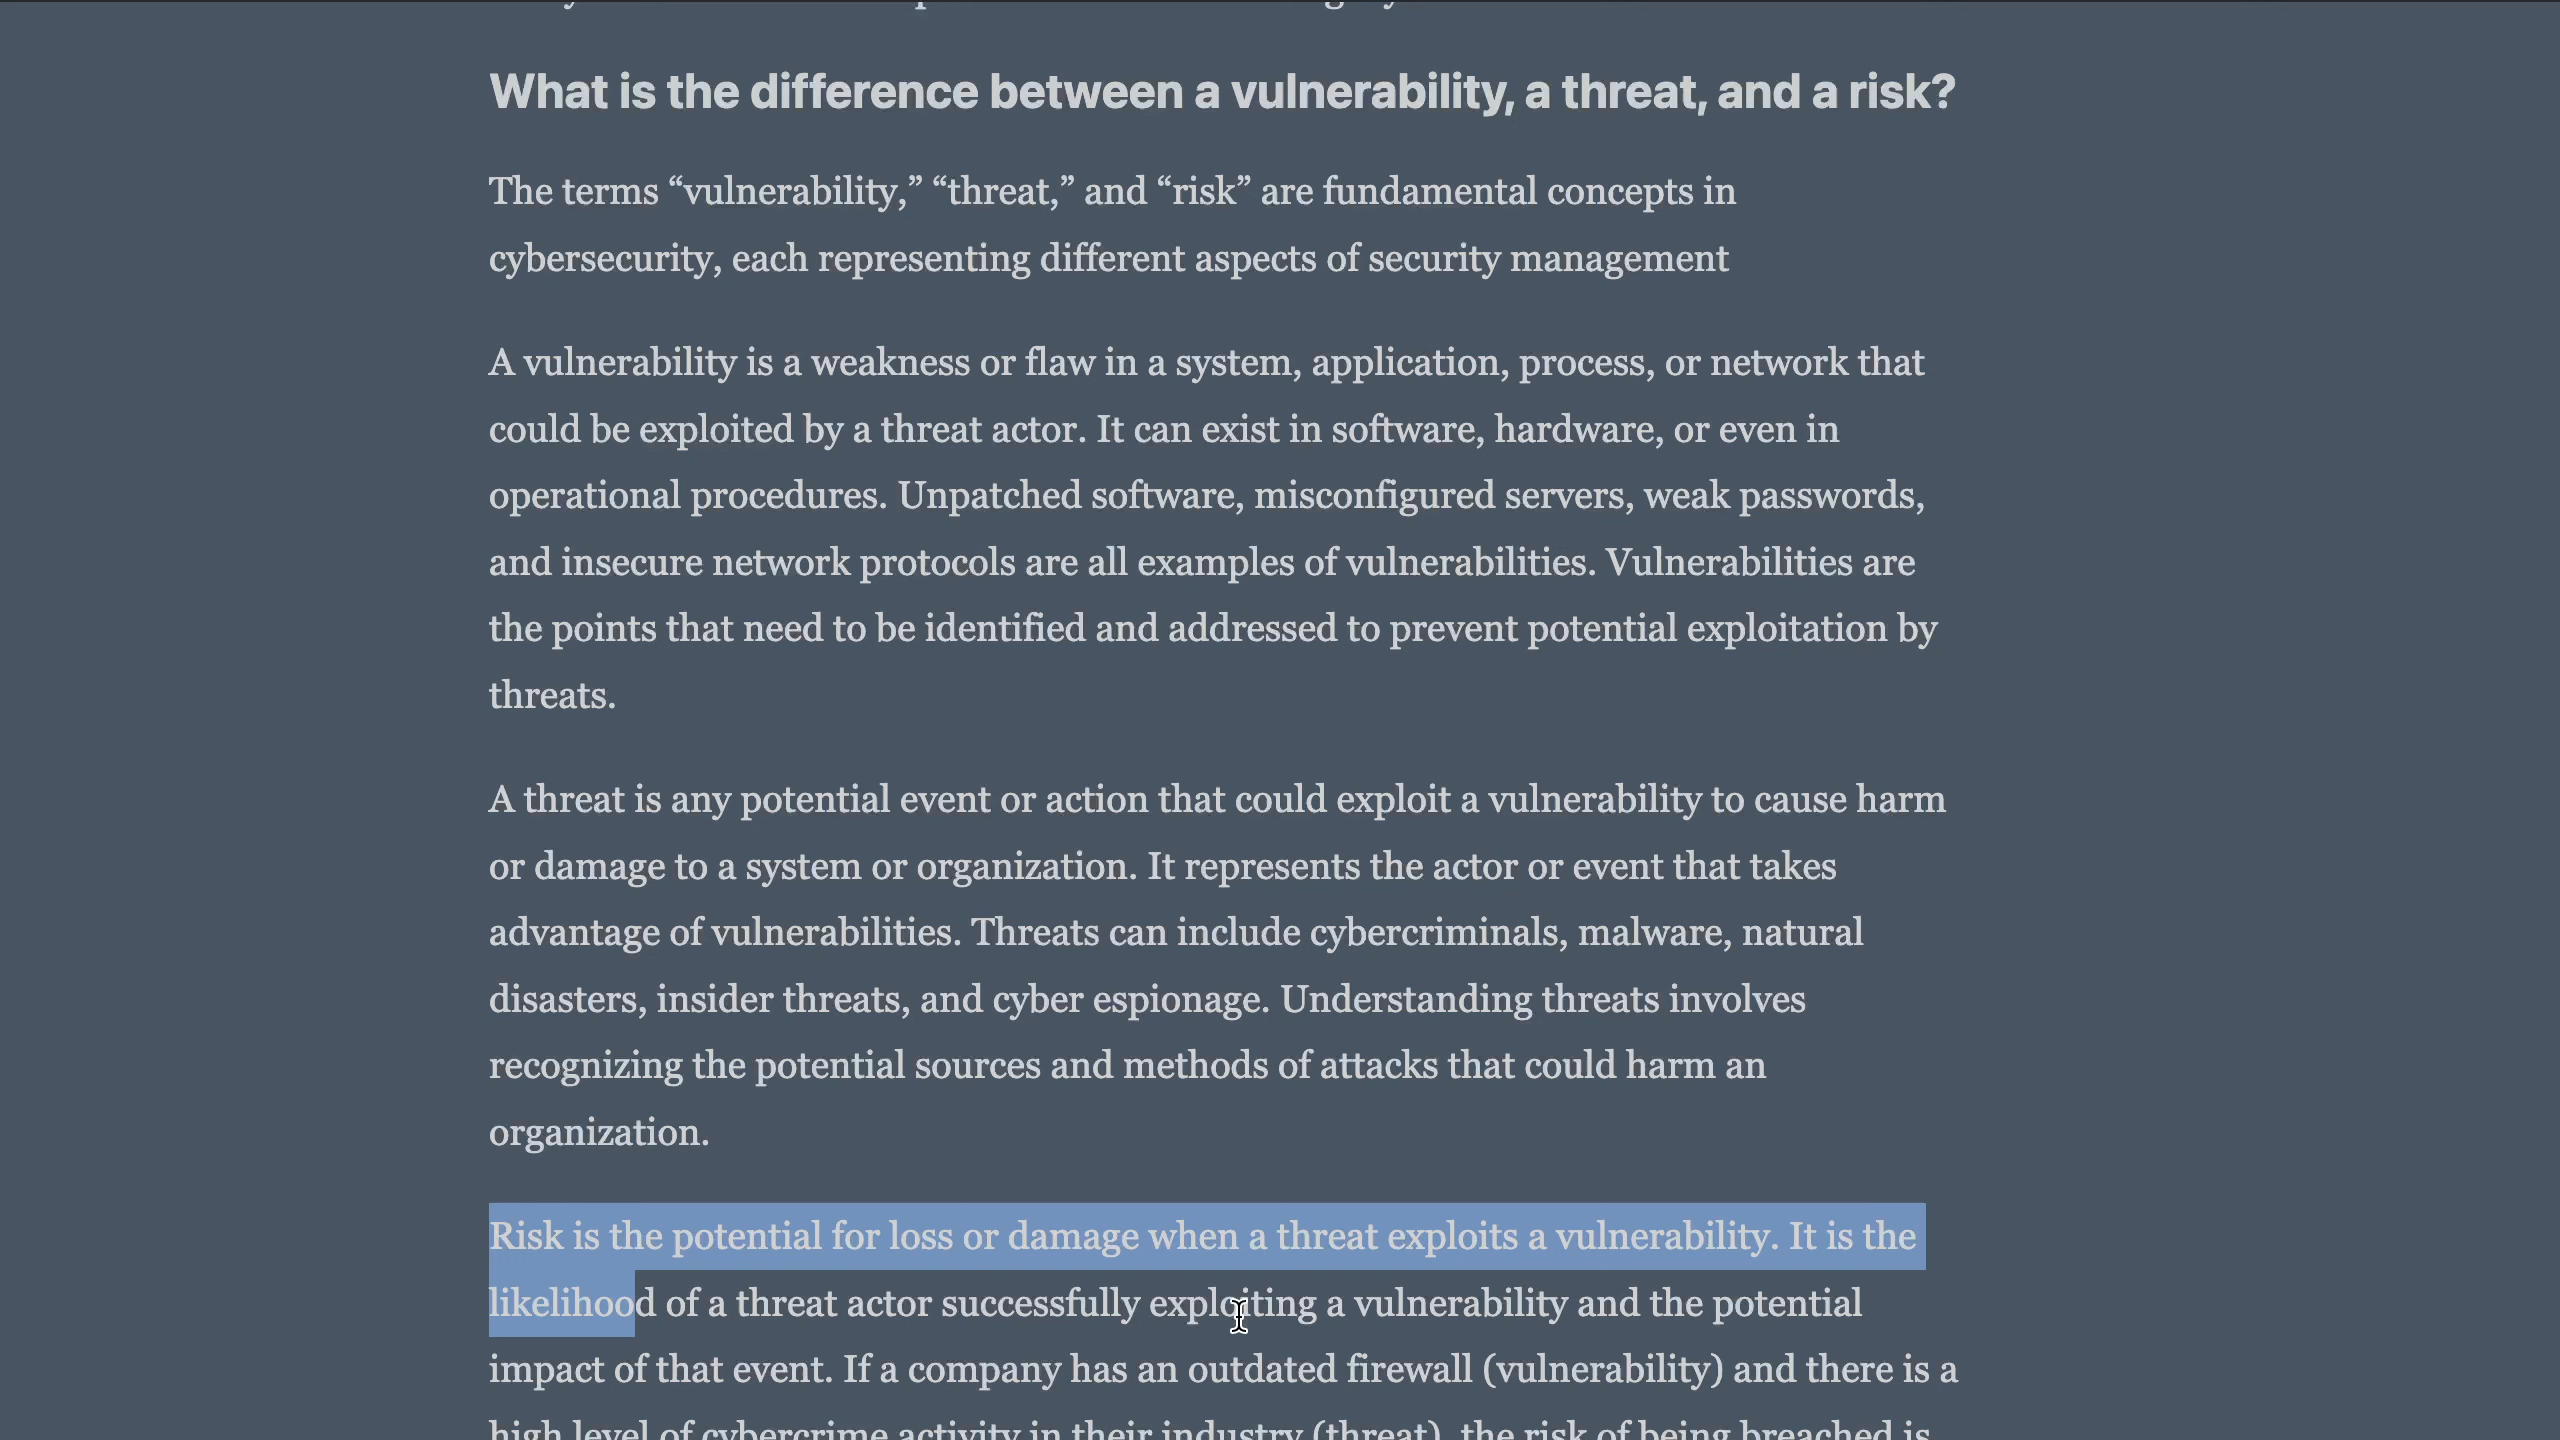 What is the difference between a vulnerability, a threat, and a risk?
The terms “vulnerability,” “threat,” and “risk” are fundamental concepts in
cybersecurity, each representing different aspects of security management
A vulnerability is a weakness or flaw in a system, application, process, or network that
could be exploited by a threat actor. It can exist in software, hardware, or even in
operational procedures. Unpatched software, misconfigured servers, weak passwords,
and insecure network protocols are all examples of vulnerabilities. Vulnerabilities are
the points that need to be identified and addressed to prevent potential exploitation by
threats.
A threat is any potential event or action that could exploit a vulnerability to cause harm
or damage to a system or organization. It represents the actor or event that takes
advantage of vulnerabilities. Threats can include cybercriminals, malware, natural
disasters, insider threats, and cyber espionage. Understanding threats involves
recognizing the potential sources and methods of attacks that could harm an
organization.
Risk is the potential for loss or damage when a threat exploits a vulnerability. It is the
likelihood of a threat actor successfully exploiting a vulnerability and the potential
impact of that event. If a company has an outdated firewall (vulnerability) and there is a
high level of cybercrime activity in their industry (threat), the risk of being breached is